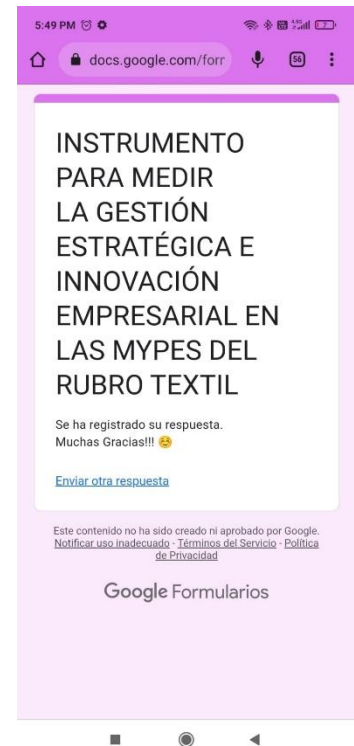 5:49 PM
docs.google.com/forr
56
INSTRUMENTO
PARA MEDIR
LA GESTIÓN
ESTRATÉGICA E
INNOVACIÓN
EMPRESARIAL EN
LAS MYPES DEL
RUBRO TEXTIL
Se ha registrado su respuesta.
Muchas Gracias!!! ☺️
Enviar otra respuesta
Este contenido no ha sido creado ni aprobado por Google.
Notificar uso inadecuado - Términos del Servicio - Política
de Privacidad
Google Formularios